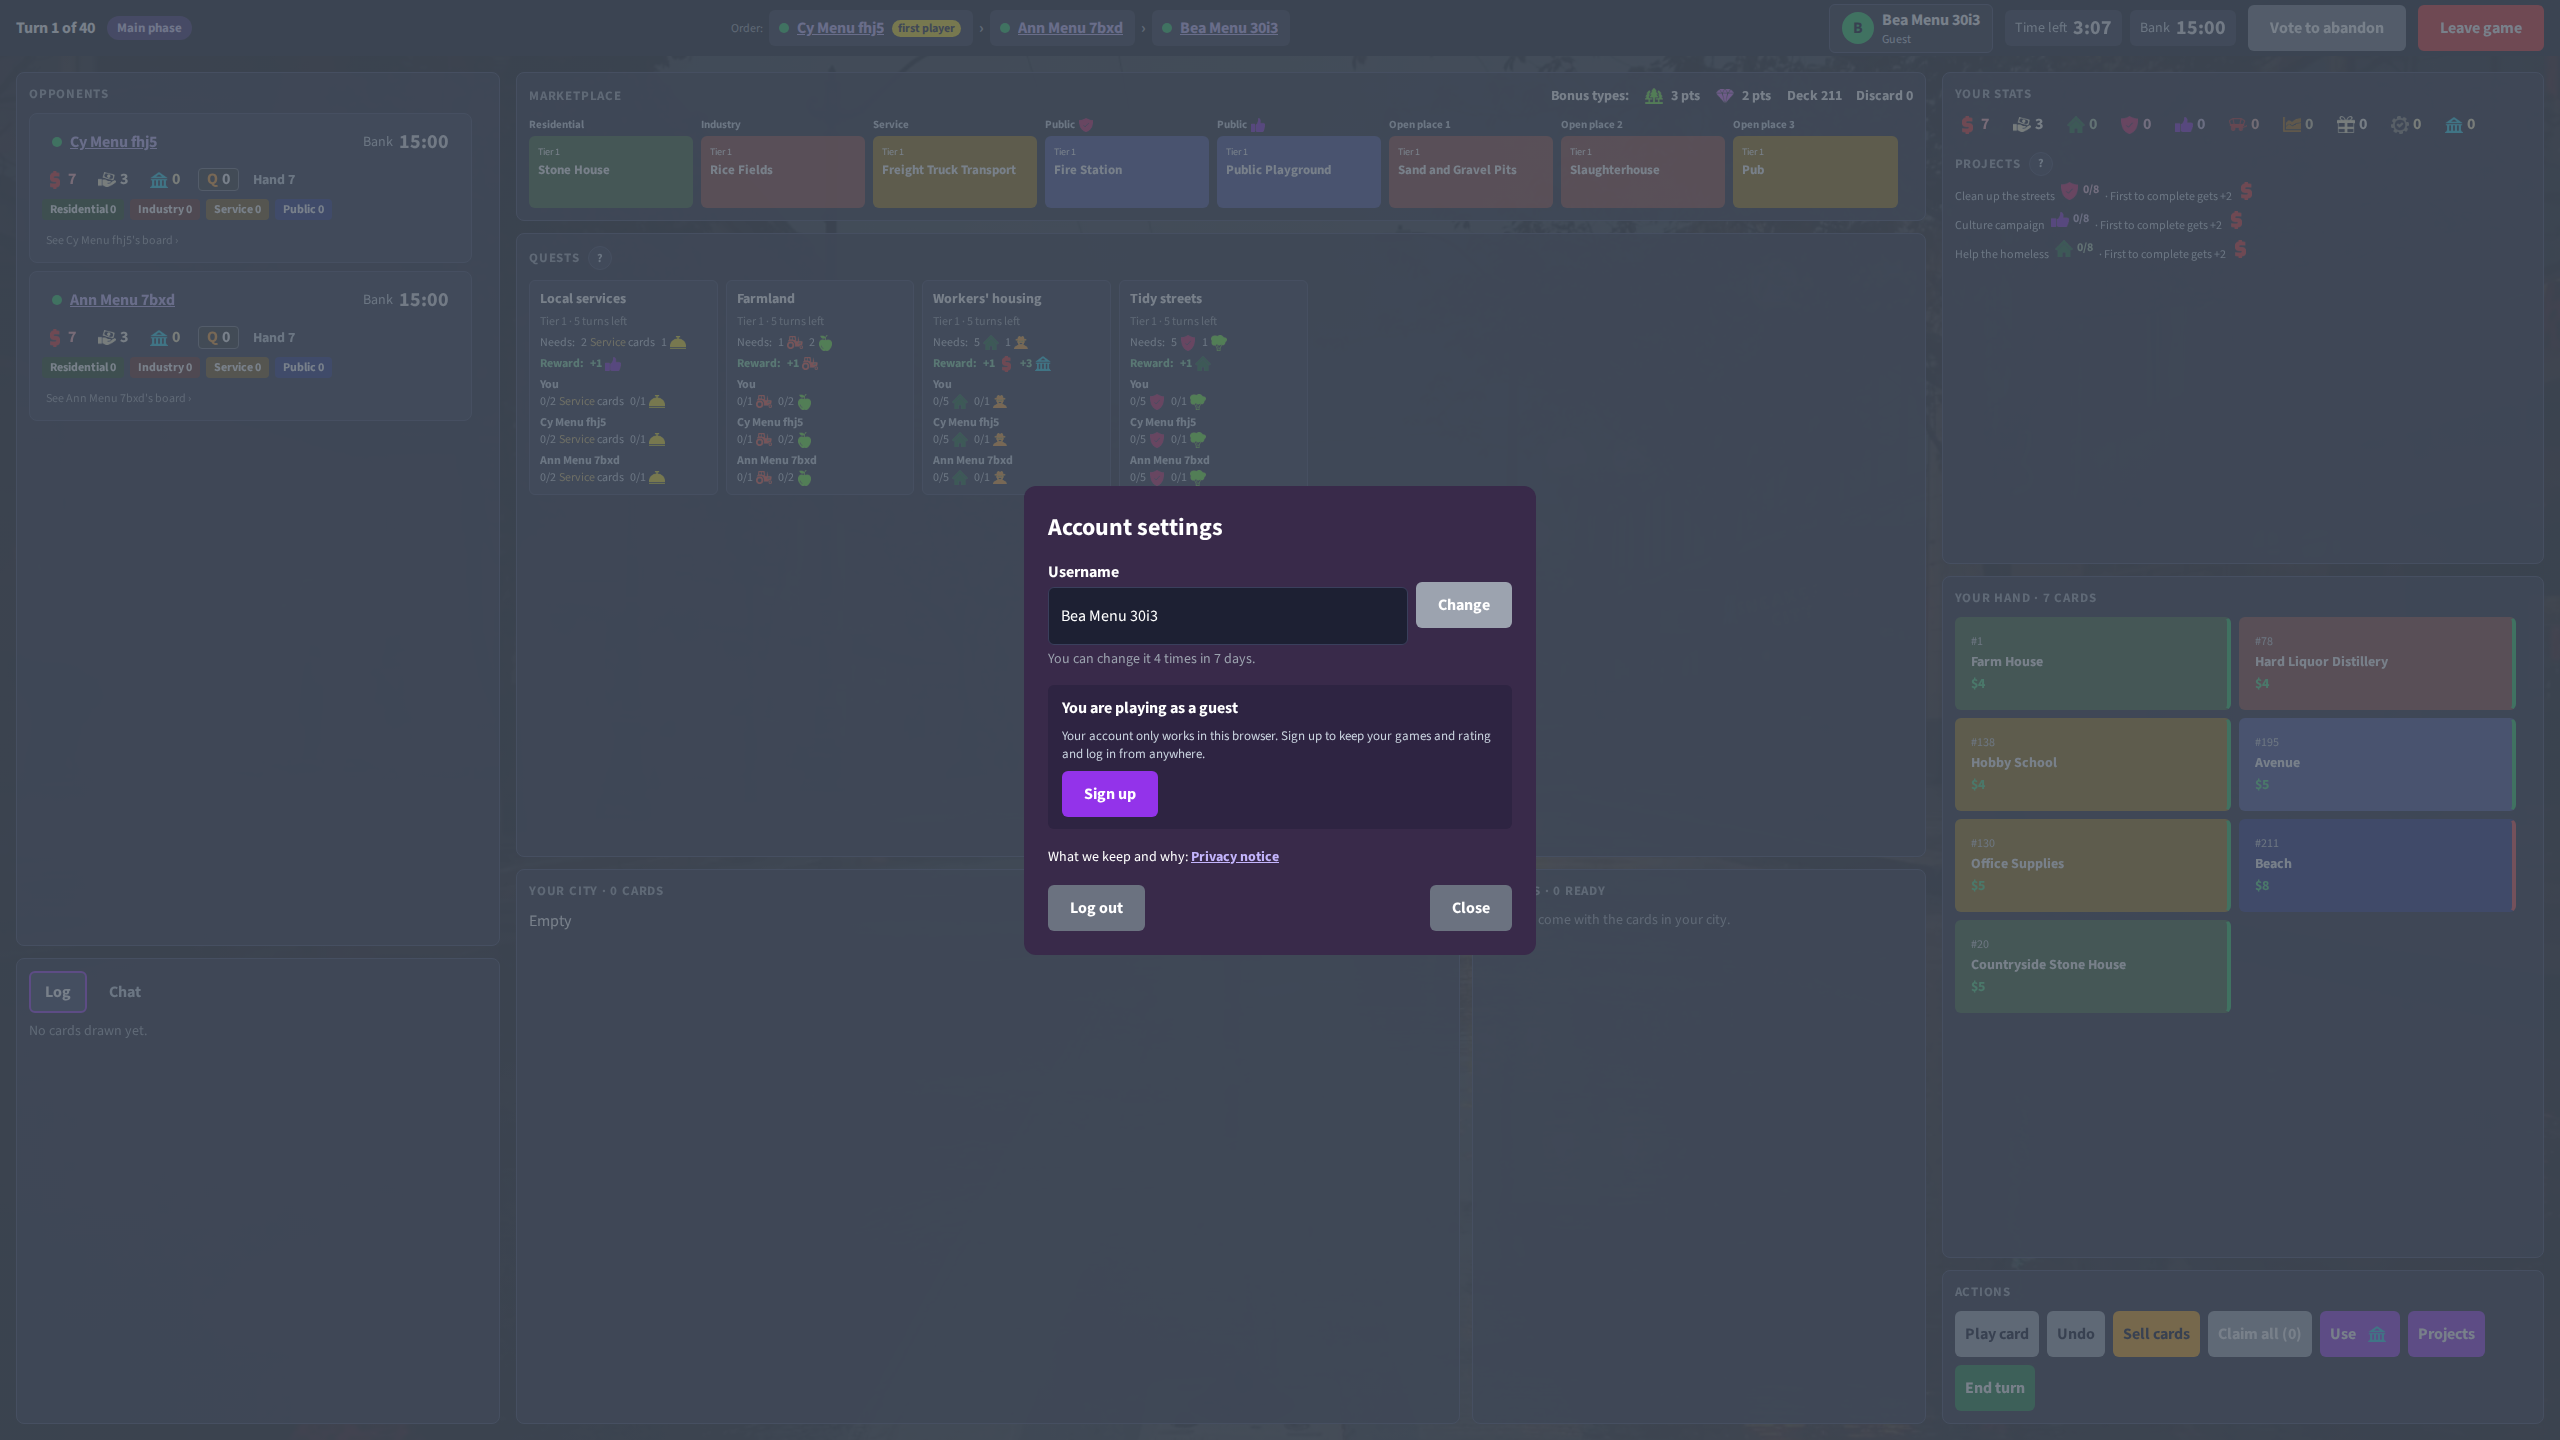 Turn 1 of 40 Main phase
Order: Cy Menu fhj5 first player › Ann Menu 7bxd › Bea Menu 30i3
B Bea Menu 30i3
Guest
Time left 3:07 Bank 15:00 Vote to abandon Leave game
OPPONENTS
Cy Menu fhj5 Bank 15:00
7 3 0 Q 0 Hand 7
Residential 0 Industry 0 Service 0 Public 0
See Cy Menu fhj5's board ›
Ann Menu 7bxd Bank 15:00
7 3 0 Q 0 Hand 7
Residential 0 Industry 0 Service 0 Public 0
See Ann Menu 7bxd's board ›
Log Chat
No cards drawn yet.
MARKETPLACE Bonus types: 3 pts 2 pts Deck 211 Discard 0
Residential Industry Service Public Public Open place 1 Open place 2 Open place 3
Tier 1 Tier 1 Tier 1 Tier 1 Tier 1 Tier 1 Tier 1 Tier 1
Stone House Rice Fields Freight Truck Transport Fire Station Public Playground Sand and Gravel Pits Slaughterhouse Pub
QUESTS ?
Local services
Tier 1 · 5 turns left
Needs: 2 Service cards 1
Reward: +1
You
0/2 Service cards 0/1
Cy Menu fhj5
0/2 Service cards 0/1
Ann Menu 7bxd
0/2 Service cards 0/1
Farmland
Tier 1 · 5 turns left
Needs: 1 2
Reward: +1
You
0/1 0/2
Cy Menu fhj5
0/1 0/2
Ann Menu 7bxd
0/1 0/2
Workers' housing
Tier 1 · 5 turns left
Needs: 5 1
Reward: +1 +3
You
0/5 0/1
Cy Menu fhj5
0/5 0/1
Ann Menu 7bxd
0/5 0/1
Tidy streets
Tier 1 · 5 turns left
Needs: 5 1
Reward: +1
You
0/5 0/1
Cy Menu fhj5
0/5 0/1
Ann Menu 7bxd
0/5 0/1
Account settings
Username
Bea Menu 30i3 Change
You can change it 4 times in 7 days.
You are playing as a guest
Your account only works in this browser. Sign up to keep your games and rating
and log in from anywhere.
Sign up
What we keep and why: Privacy notice
Log out Close
YOUR CITY · 0 CARDS
Empty
S · 0 READY
come with the cards in your city.
YOUR STATS
$ 7 3 0 0 0 0 0 0 0 0
PROJECTS ?
Clean up the streets 0/8 · First to complete gets +2 $
Culture campaign 0/8 · First to complete gets +2 $
Help the homeless 0/8 · First to complete gets +2 $
YOUR HAND · 7 CARDS
#1
Farm House
$4
#78
Hard Liquor Distillery
$4
#138
Hobby School
$4
#195
Avenue
$5
#130
Office Supplies
$5
#211
Beach
$8
#20
Countryside Stone House
$5
ACTIONS
Play card Undo Sell cards Claim all (0) Use Projects
End turn